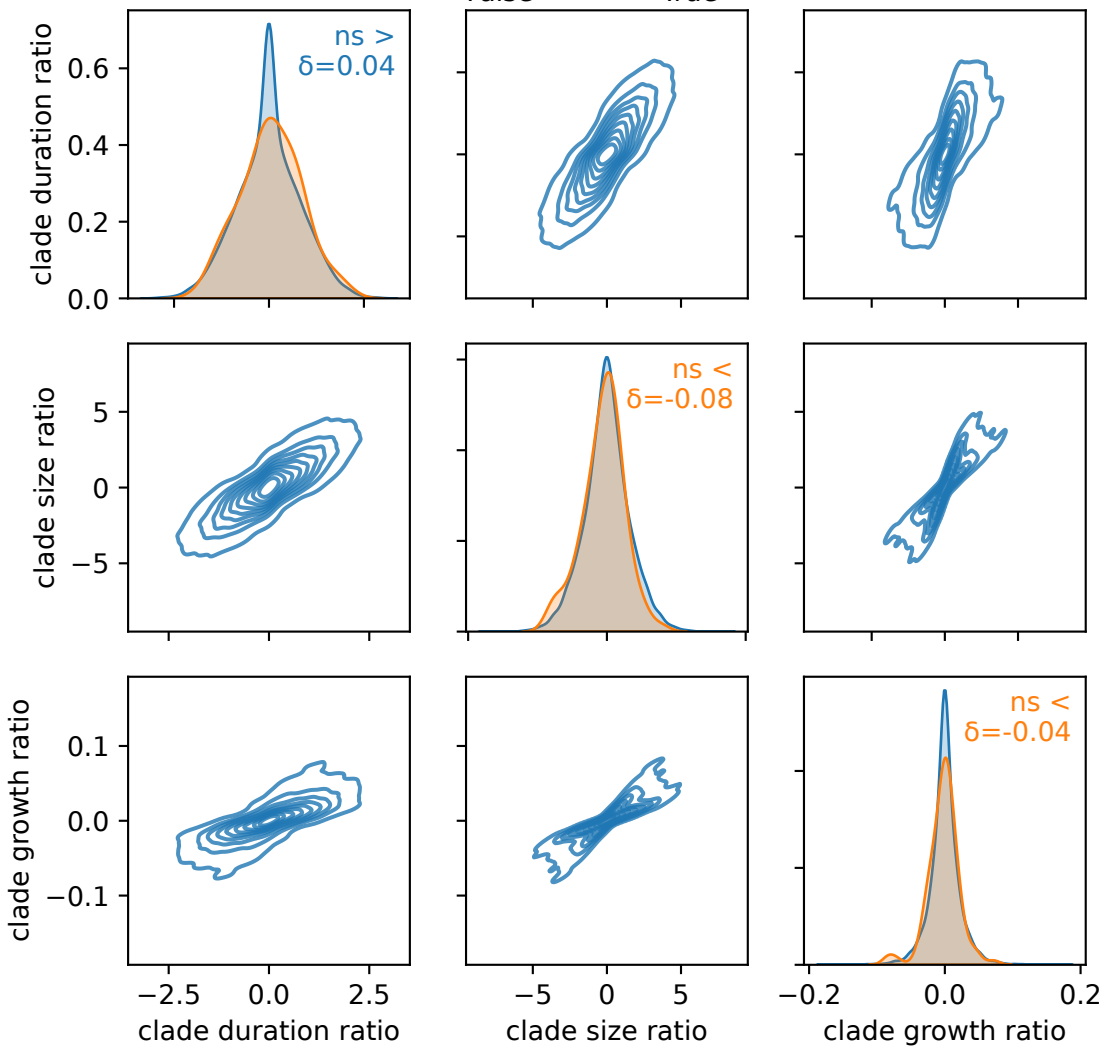 clade duration ratio
0.6
0.4
0.2
0.0
ns >
δ=0.04
clade size ratio
5
0
−5
ns <
δ=-0.08
clade growth ratio
0.1
0.0
−0.1
ns <
δ=-0.04
−2.5 0.0 2.5
−5 0 5
−0.2 0.0 0.2
clade duration ratio
clade size ratio
clade growth ratio